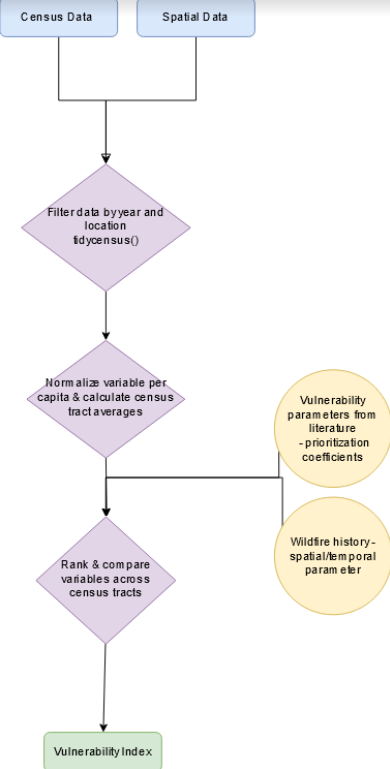 Census Data
Spatial Data
Filter data by year and
location
tidycensus()
Normalize variable per
capita & calculate census
tract averages
Vulnerability
parameters from
literature
- prioritization
coefficients
Wildfire history -
spatial/temporal
parameter
Rank & compare
variables across
census tracts
Vulnerability Index